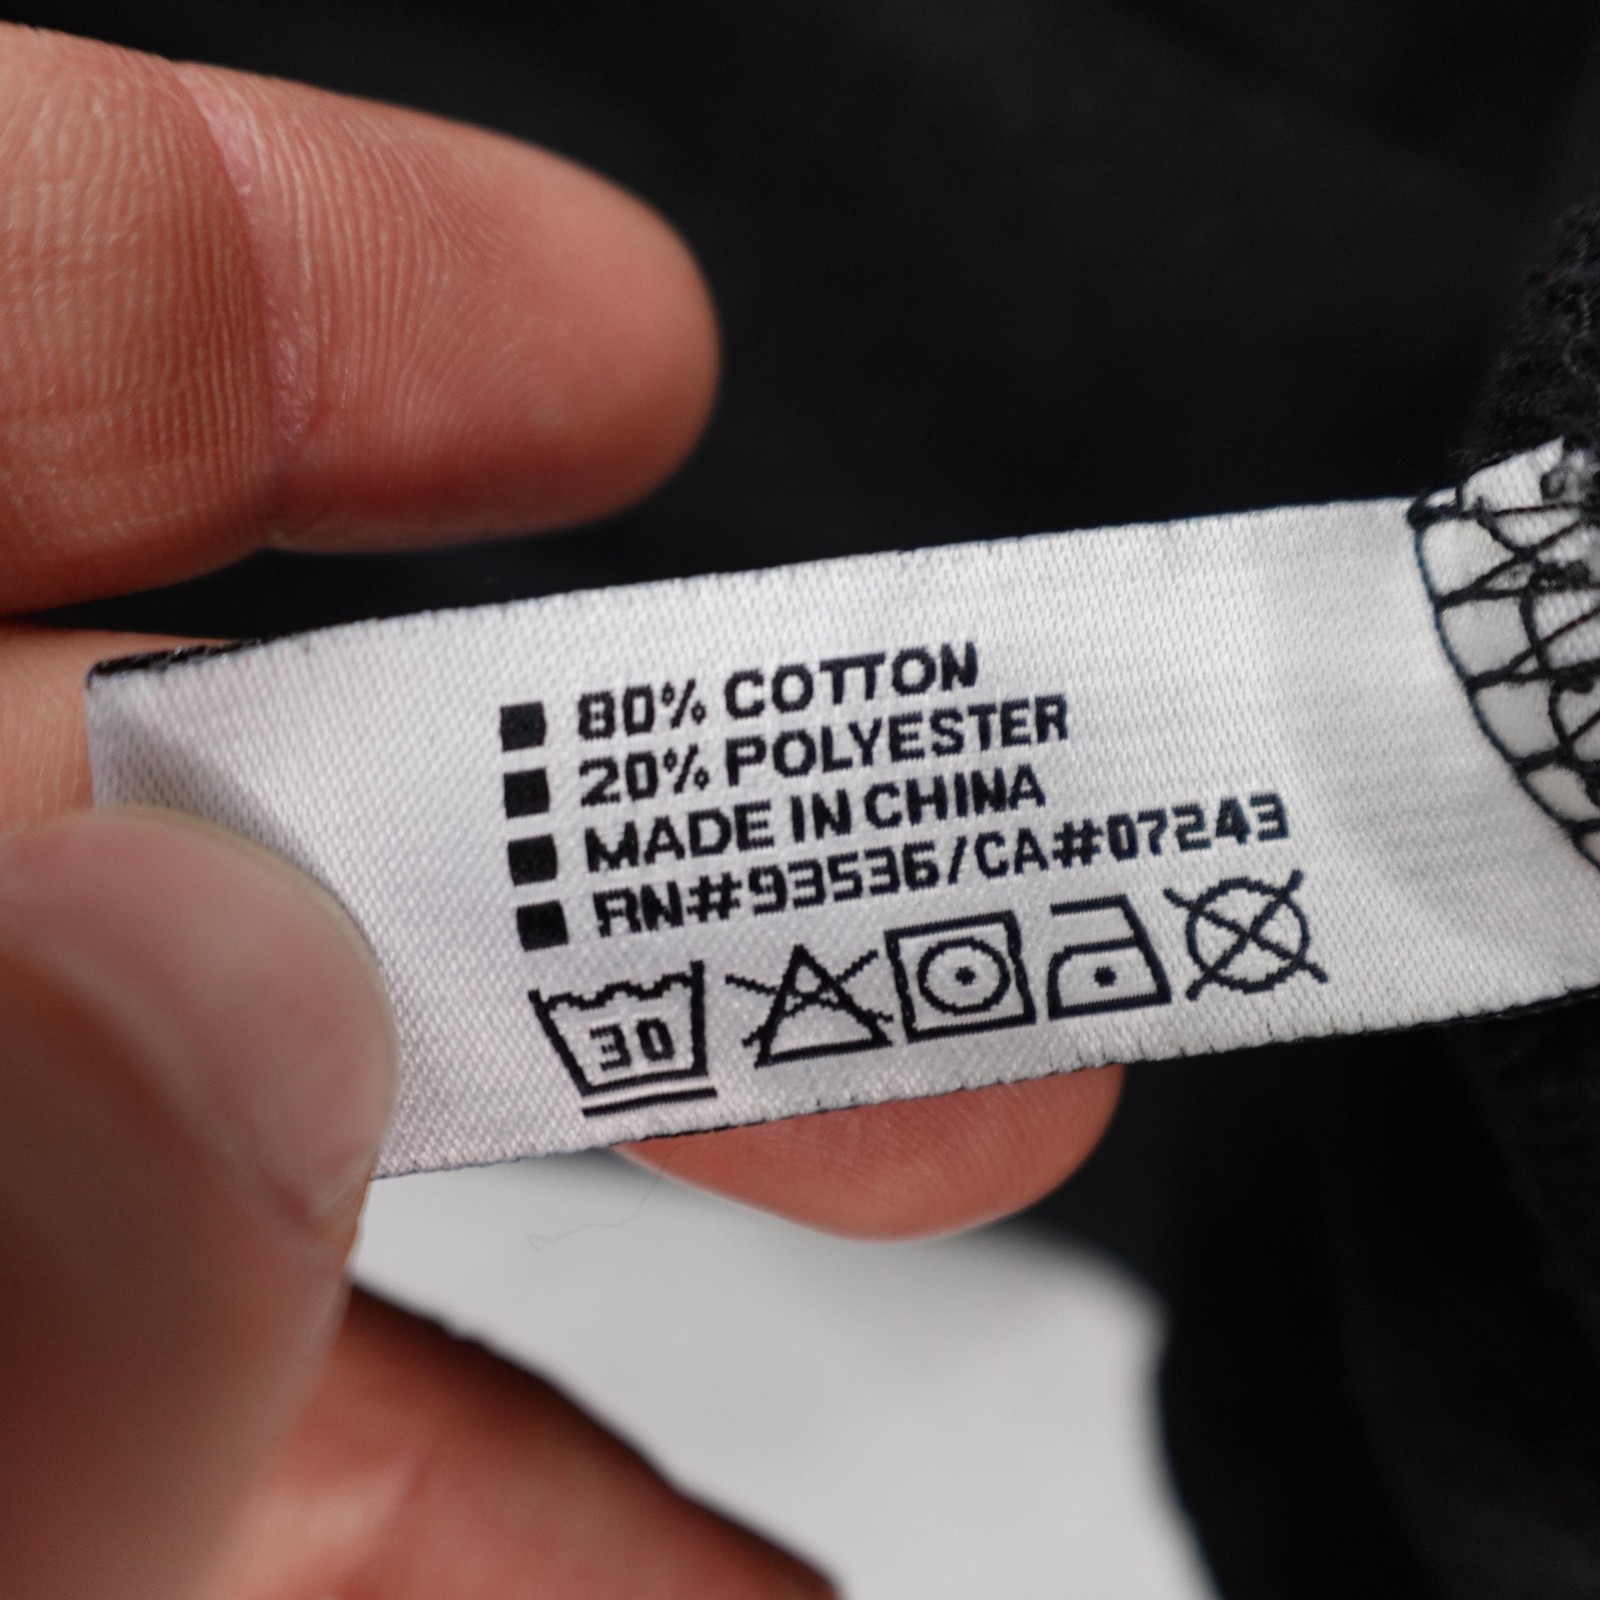 80% COTTON
20% POLYESTER
MADE IN CHINA
RN#93536/CA#07243
30